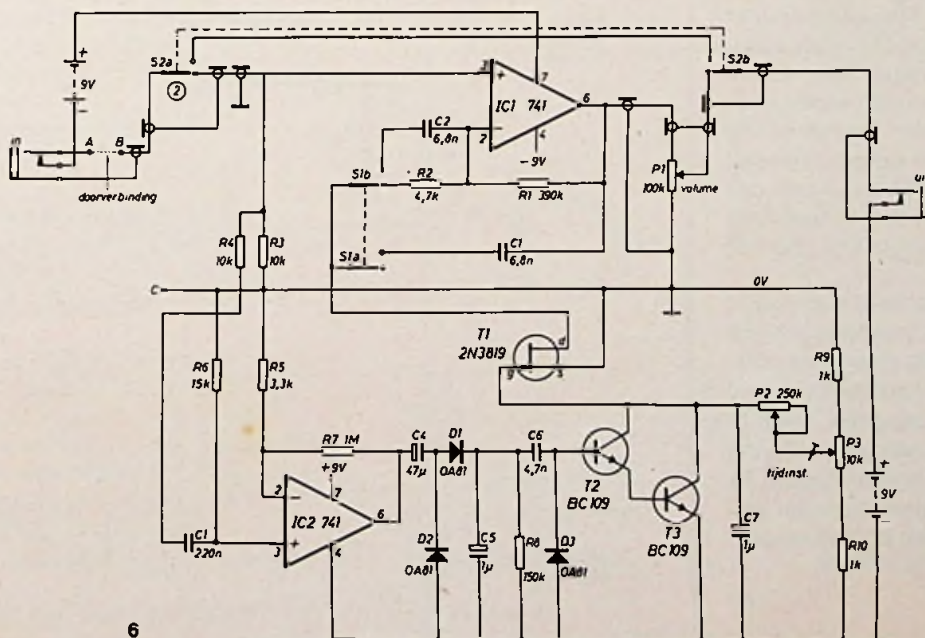 +
9V
S2a
2
in
A
B
doorverbinding
C2
6,8n
3
+
7
IC1 741
6
2
−
4
-9V
S1b
R2
4,7k
R1 390k
S1a
C1
6,8n
S2b
P1
100k
volume
R4
10k
R3
10k
C
0V
T1
2N3819
d
g
s
R6
15k
R5
3,3k
R9
1k
P2 250k
P3
10k
tijdinst.
R7 1M
+9V
C4
47µ
D1
OA81
C6
4,7n
T2
BC109
T3
BC109
C7
1µ
+
9V
2
−
7
IC2 741
6
+
3
4
C1
220n
D2
OA81
C5
1µ
R8
150k
D3
OA81
R10
1k
6